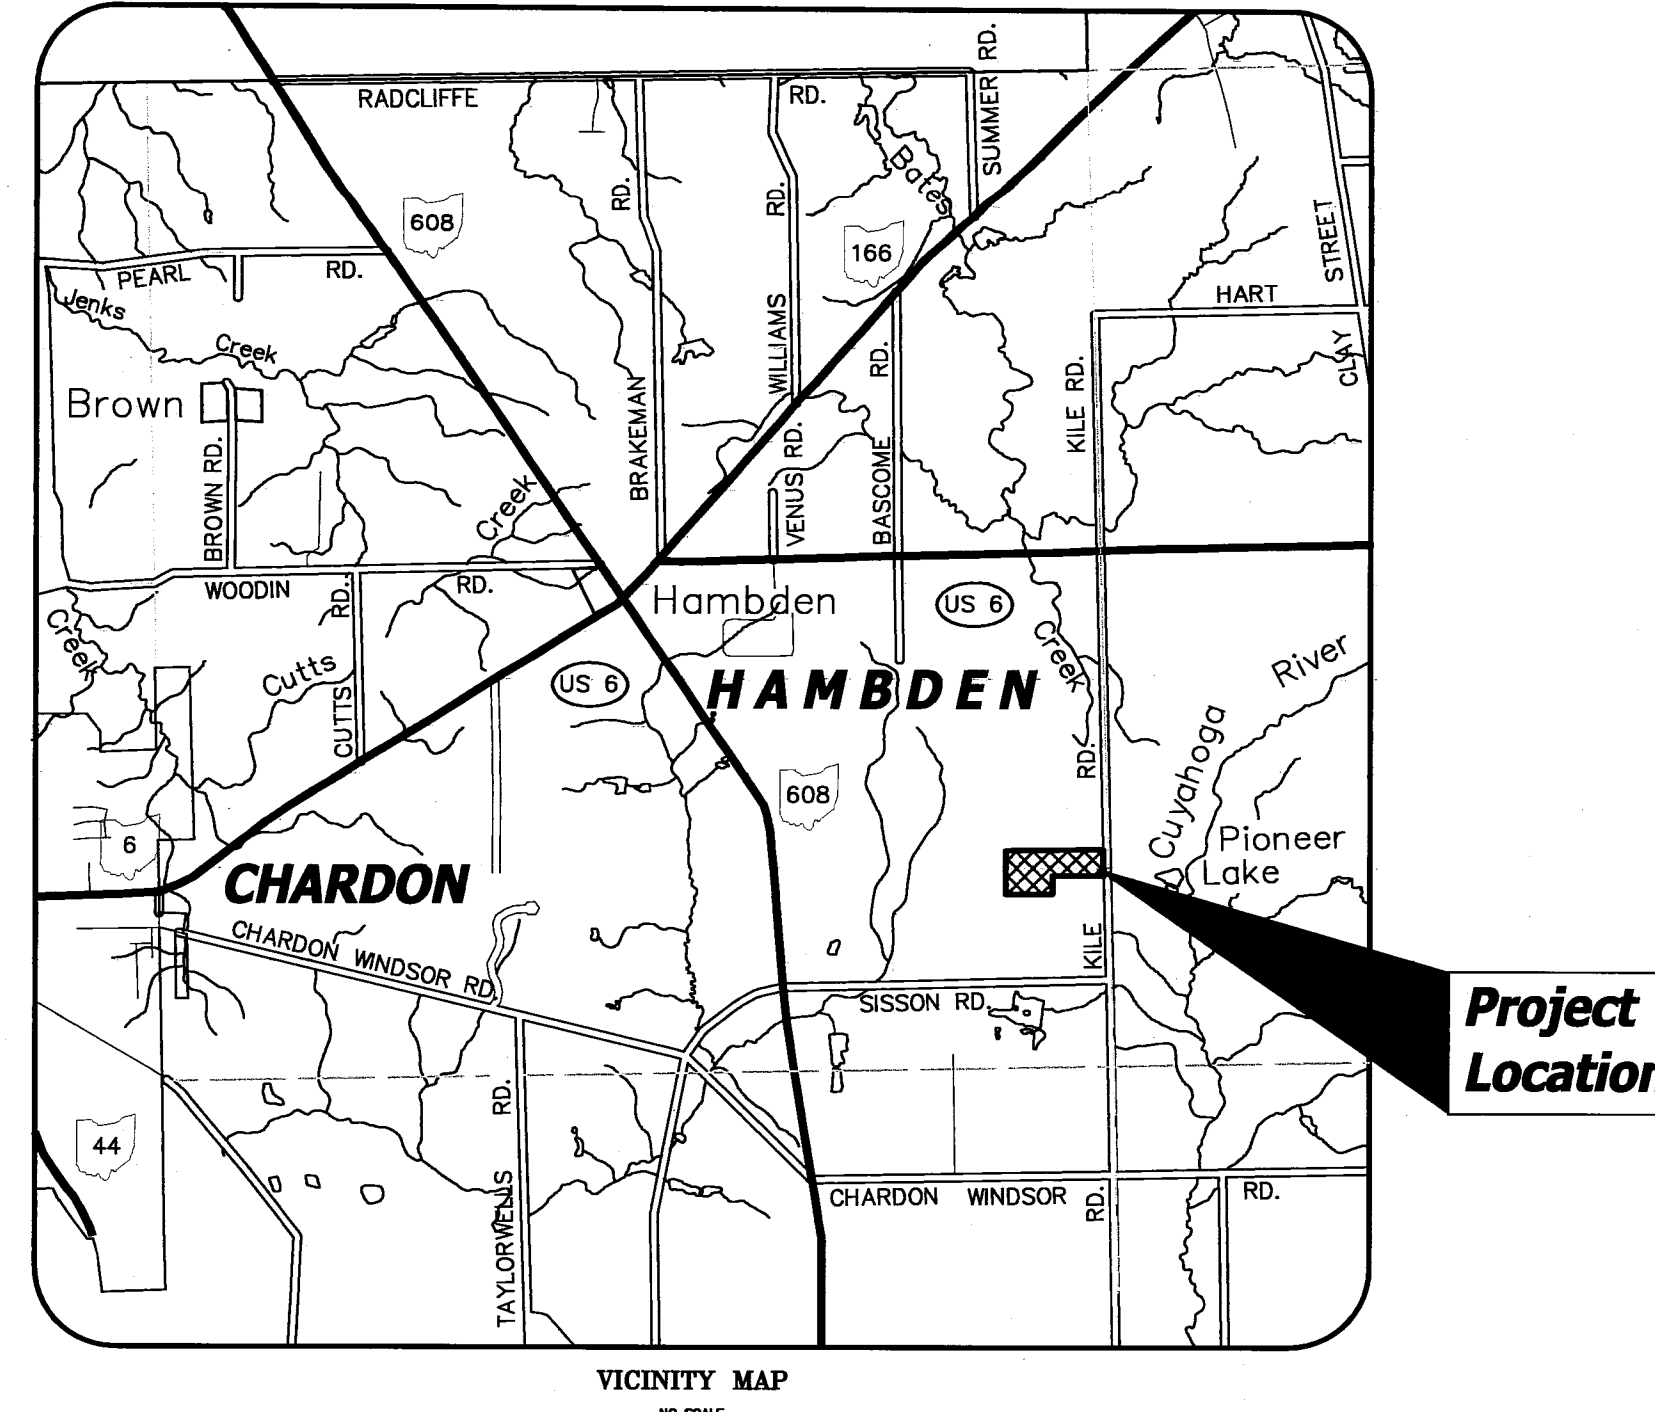 SUMMER RD.
RADCLIFFE RD.
Bates
608
RD.
RD.
166
STREET
PEARL RD.
HART
Jenks
Creek
WILLIAMS
RD.
CLAY
KILE RD.
Brown
BRAKEMAN
VENUS RD.
BASCOME
BROWN RD.
Creek
WOODIN RD.
RD.
Hambden
US 6
Creek
Creek
River
Cutts
US 6
HAMBDEN
CUTTS
RD.
Cuyahoga
608
6
Pioneer
Lake
CHARDON
CHARDON WINDSOR RD.
KILE
SISSON RD.
Project
Location
RD.
44
TAYLORWELLS
CHARDON WINDSOR RD.
RD.
VICINITY MAP
NO SCALE